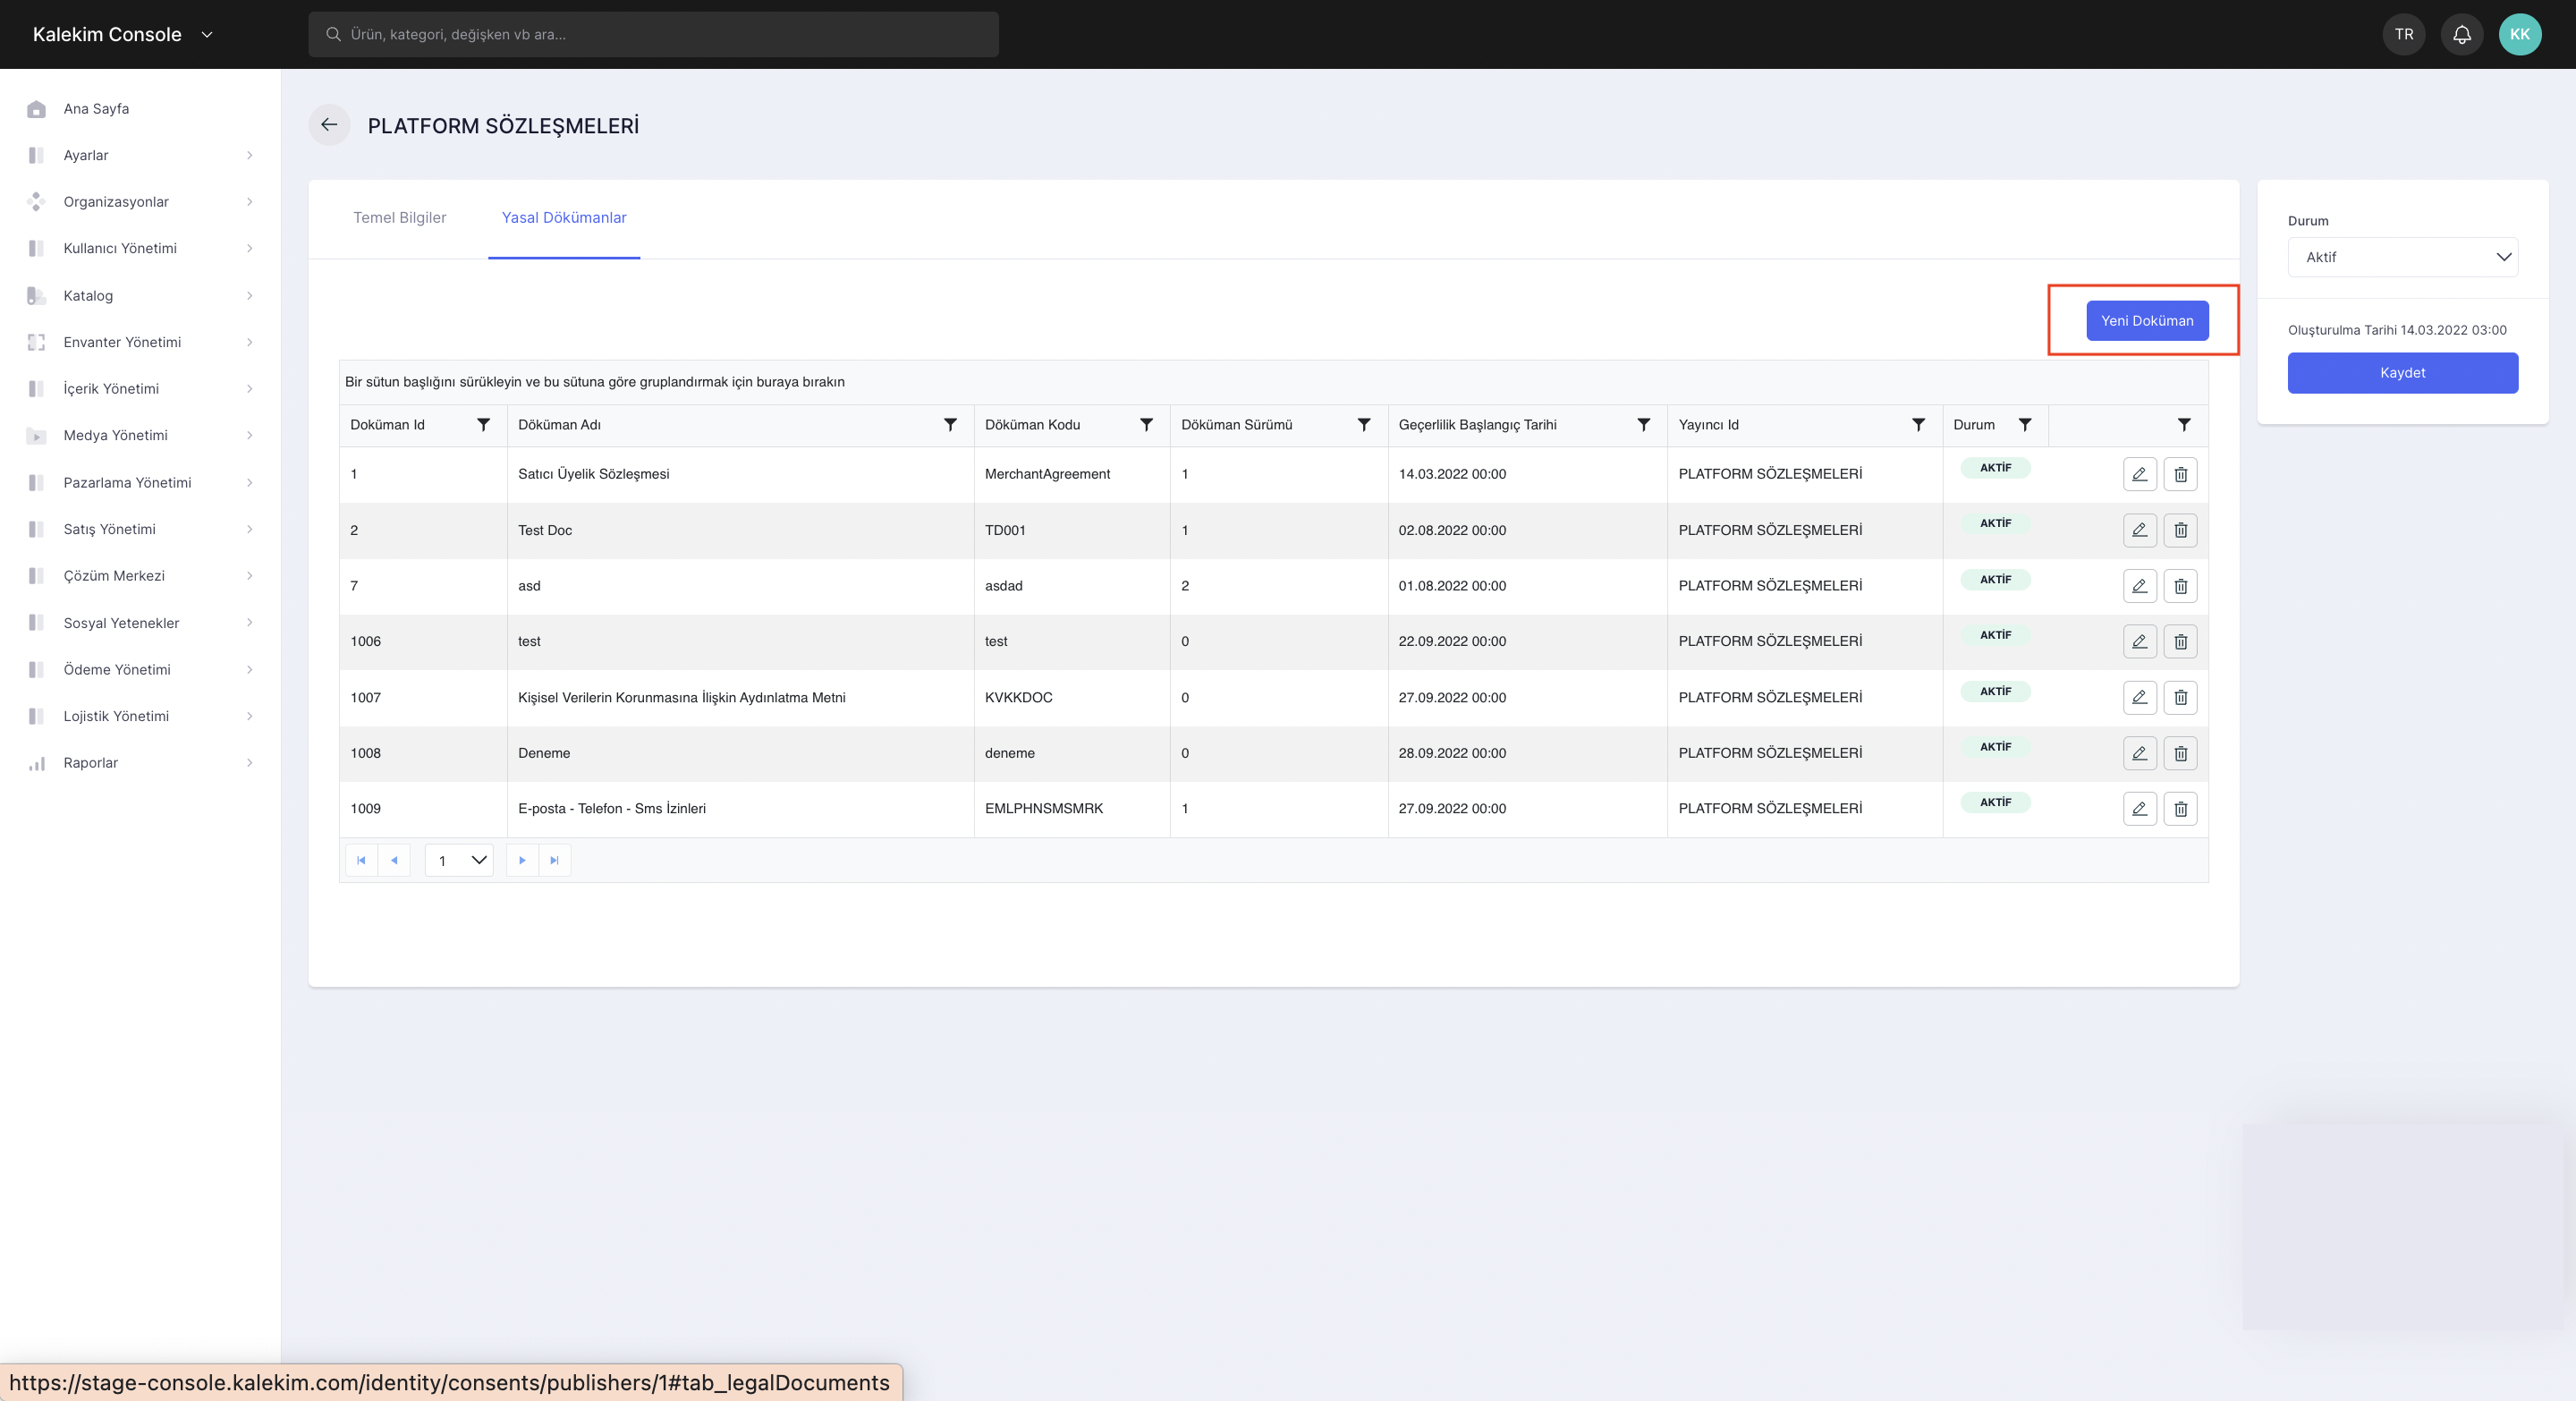 Kalekim Console
Ürün, kategori, değişken vb ara...
TR
KK
Ana Sayfa
Ayarlar
Organizasyonlar
Kullanıcı Yönetimi
Katalog
Envanter Yönetimi
İçerik Yönetimi
Medya Yönetimi
Pazarlama Yönetimi
Satış Yönetimi
Çözüm Merkezi
Sosyal Yetenekler
Ödeme Yönetimi
Lojistik Yönetimi
Raporlar
PLATFORM SÖZLEŞMELERİ
Temel Bilgiler Yasal Dökümanlar
Yeni Doküman
Bir sütun başlığını sürükleyin ve bu sütuna göre gruplandırmak için buraya bırakın
Doküman Id Döküman Adı Döküman Kodu Döküman Sürümü Geçerlilik Başlangıç Tarihi Yayıncı Id Durum
1 Satıcı Üyelik Sözleşmesi MerchantAgreement 1 14.03.2022 00:00 PLATFORM SÖZLEŞMELERİ AKTİF
2 Test Doc TD001 1 02.08.2022 00:00 PLATFORM SÖZLEŞMELERİ AKTİF
7 asd asdad 2 01.08.2022 00:00 PLATFORM SÖZLEŞMELERİ AKTİF
1006 test test 0 22.09.2022 00:00 PLATFORM SÖZLEŞMELERİ AKTİF
1007 Kişisel Verilerin Korunmasına İlişkin Aydınlatma Metni KVKKDOC 0 27.09.2022 00:00 PLATFORM SÖZLEŞMELERİ AKTİF
1008 Deneme deneme 0 28.09.2022 00:00 PLATFORM SÖZLEŞMELERİ AKTİF
1009 E-posta - Telefon - Sms İzinleri EMLPHNSMSMRK 1 27.09.2022 00:00 PLATFORM SÖZLEŞMELERİ AKTİF
1
Durum
Aktif
Oluşturulma Tarihi 14.03.2022 03:00
Kaydet
https://stage-console.kalekim.com/identity/consents/publishers/1#tab_legalDocuments